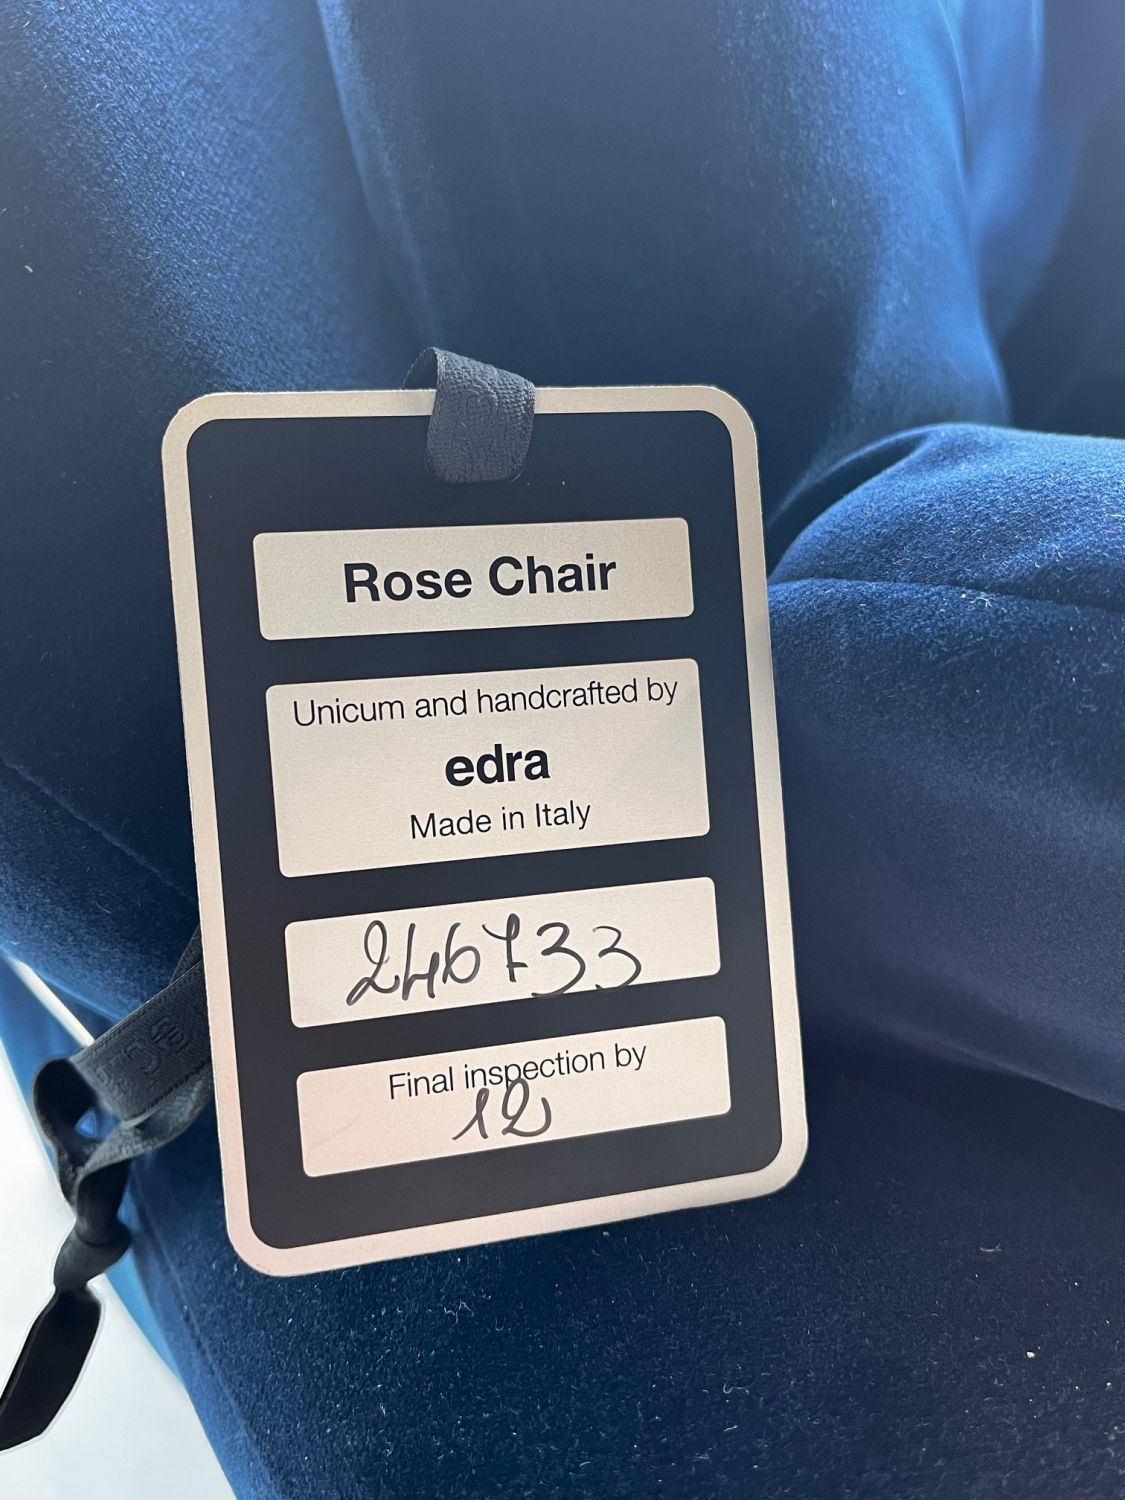 Rose Chair
Unicum and handcrafted by
edra
Made in Italy
246733
Final inspection by
12